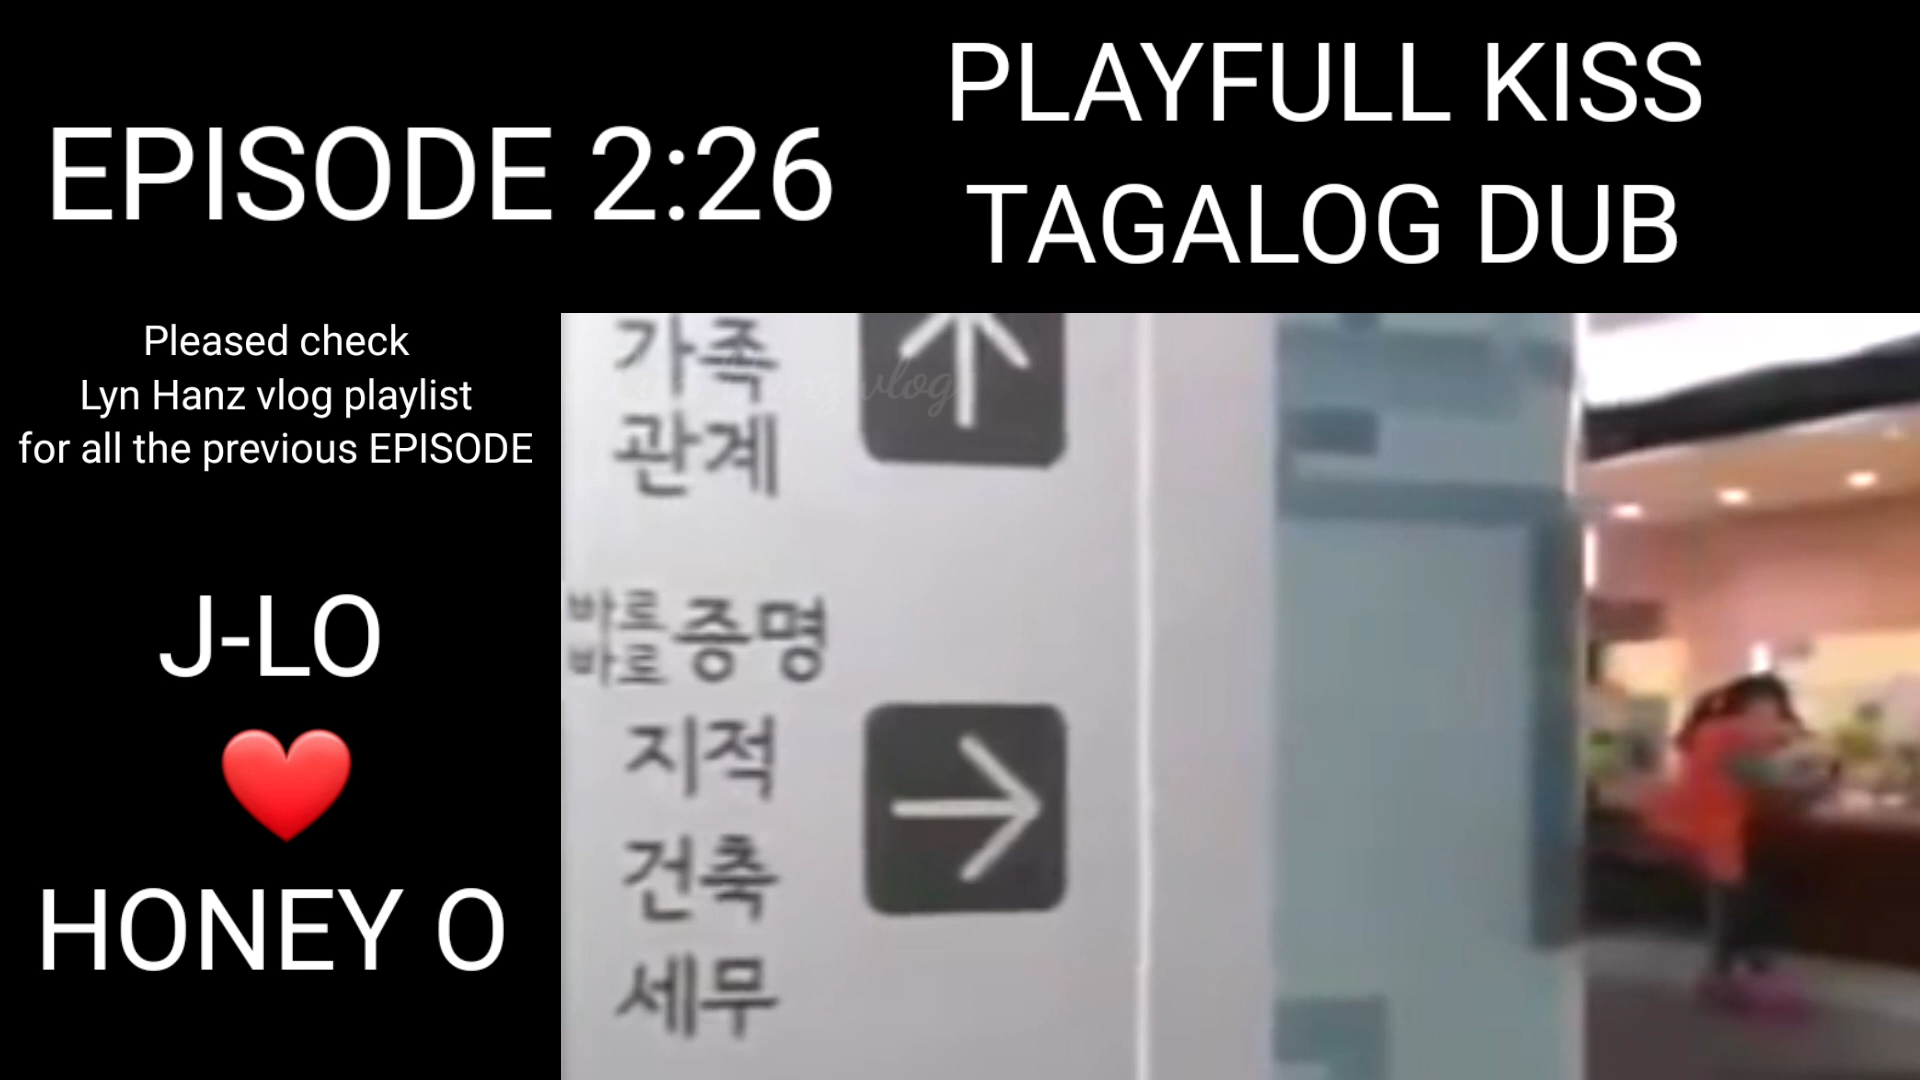 EPISODE 2:26
PLAYFULL KISS
TAGALOG DUB
Pleased check
Lyn Hanz vlog playlist
for all the previous EPISODE
J-LO
HONEY O
가족
관계
바로
바로
증명
지적
건축
세무
vlog